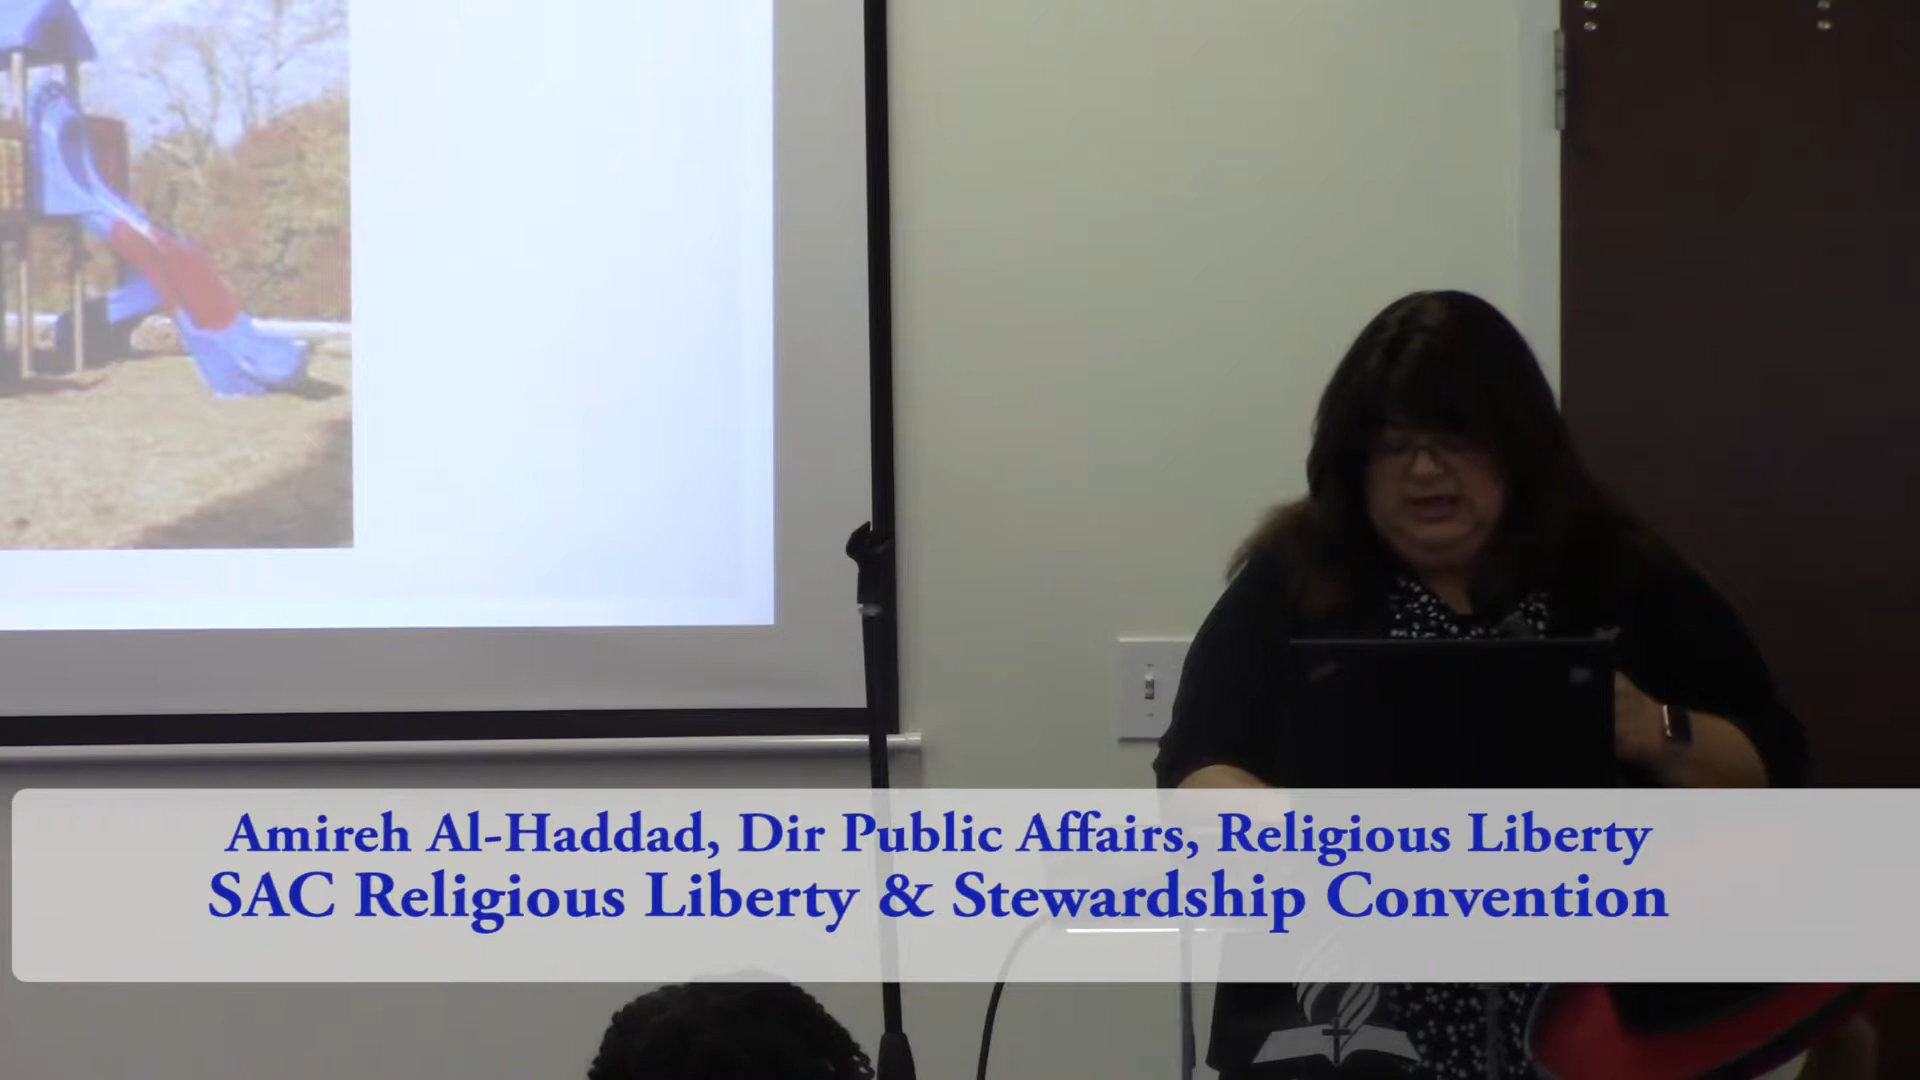 Amireh Al-Haddad, Dir Public Affairs, Religious Liberty
SAC Religious Liberty & Stewardship Convention